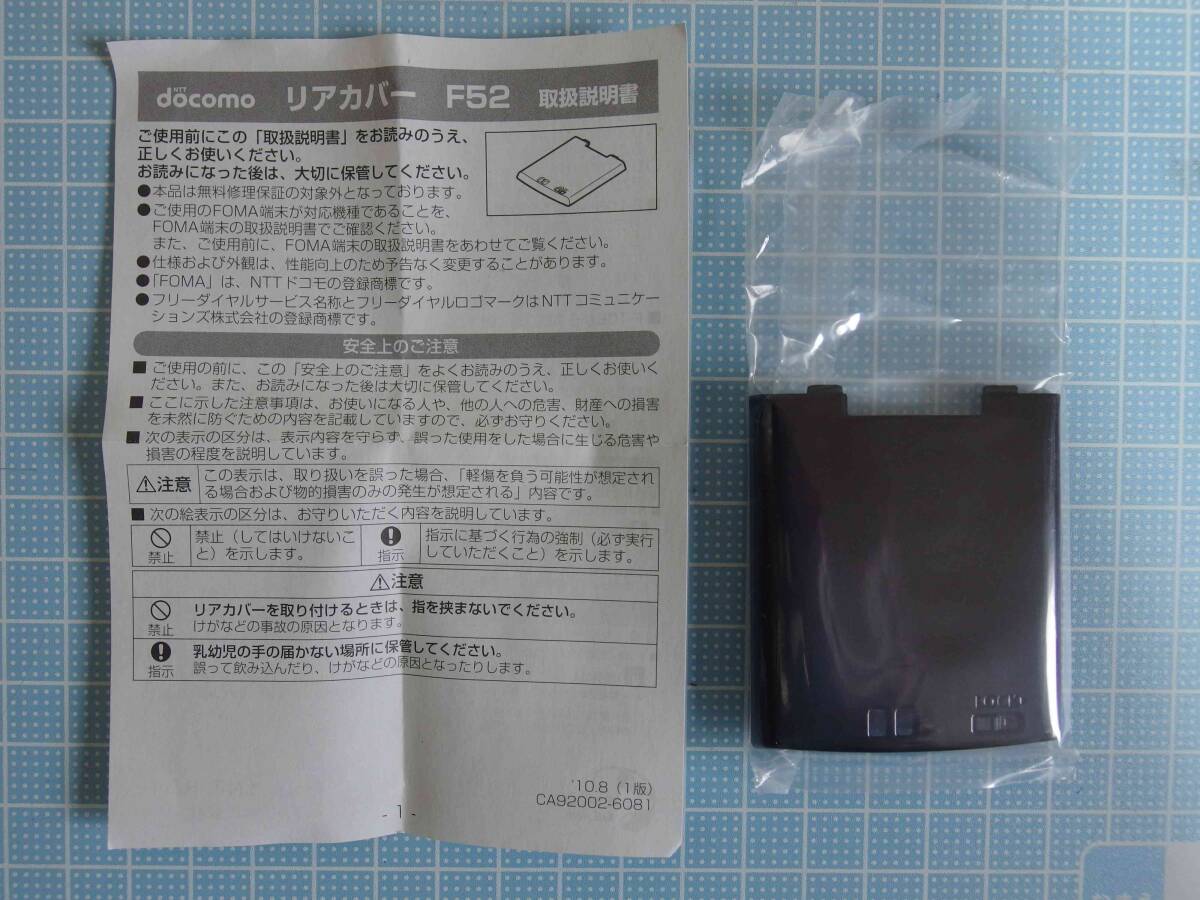 NTT docomo リアカバー F52 取扱説明書
ご使用前にこの「取扱説明書」をお読みのうえ、
正しくお使いください。
お読みになった後は、大切に保管してください。
●本品は無料修理保証の対象外となっております。
●ご使用のFOMA端末が対応機種であることを、
FOMA端末の取扱説明書でご確認ください。
また、ご使用前に、FOMA端末の取扱説明書をあわせてご覧ください。
●仕様および外観は、性能向上のため予告なく変更することがあります。
●「FOMA」は、NTTドコモの登録商標です。
●フリーダイヤルサービス名称とフリーダイヤルロゴマークはNTTコミュニケー
ションズ株式会社の登録商標です。
安全上のご注意
■ご使用の前に、この「安全上のご注意」をよくお読みのうえ、正しくお使いく
ださい。また、お読みになった後は大切に保管してください。
■ここに示した注意事項は、お使いになる人や、他の人への危害、財産への損害
を未然に防ぐための内容を記載していますので、必ずお守りください。
■次の表示の区分は、表示内容を守らず、誤った使用をした場合に生じる危害や
損害の程度を説明しています。
⚠注意 この表示は、取り扱いを誤った場合、「軽傷を負う可能性が想定され
る場合および物的損害のみの発生が想定される」内容です。
■次の絵表示の区分は、お守りいただく内容を説明しています。
禁止 禁止（してはいけないこ
と）を示します。
指示 指示に基づく行為の強制（必ず実行
していただくこと）を示します。
⚠注意
禁止 リアカバーを取り付けるときは、指を挟まないでください。
けがなどの事故の原因となります。
指示 乳幼児の手の届かない場所に保管してください。
誤って飲み込んだり、けがなどの原因となったりします。
'10.8（1版）
CA92002-6081
- 1 -
LOCK